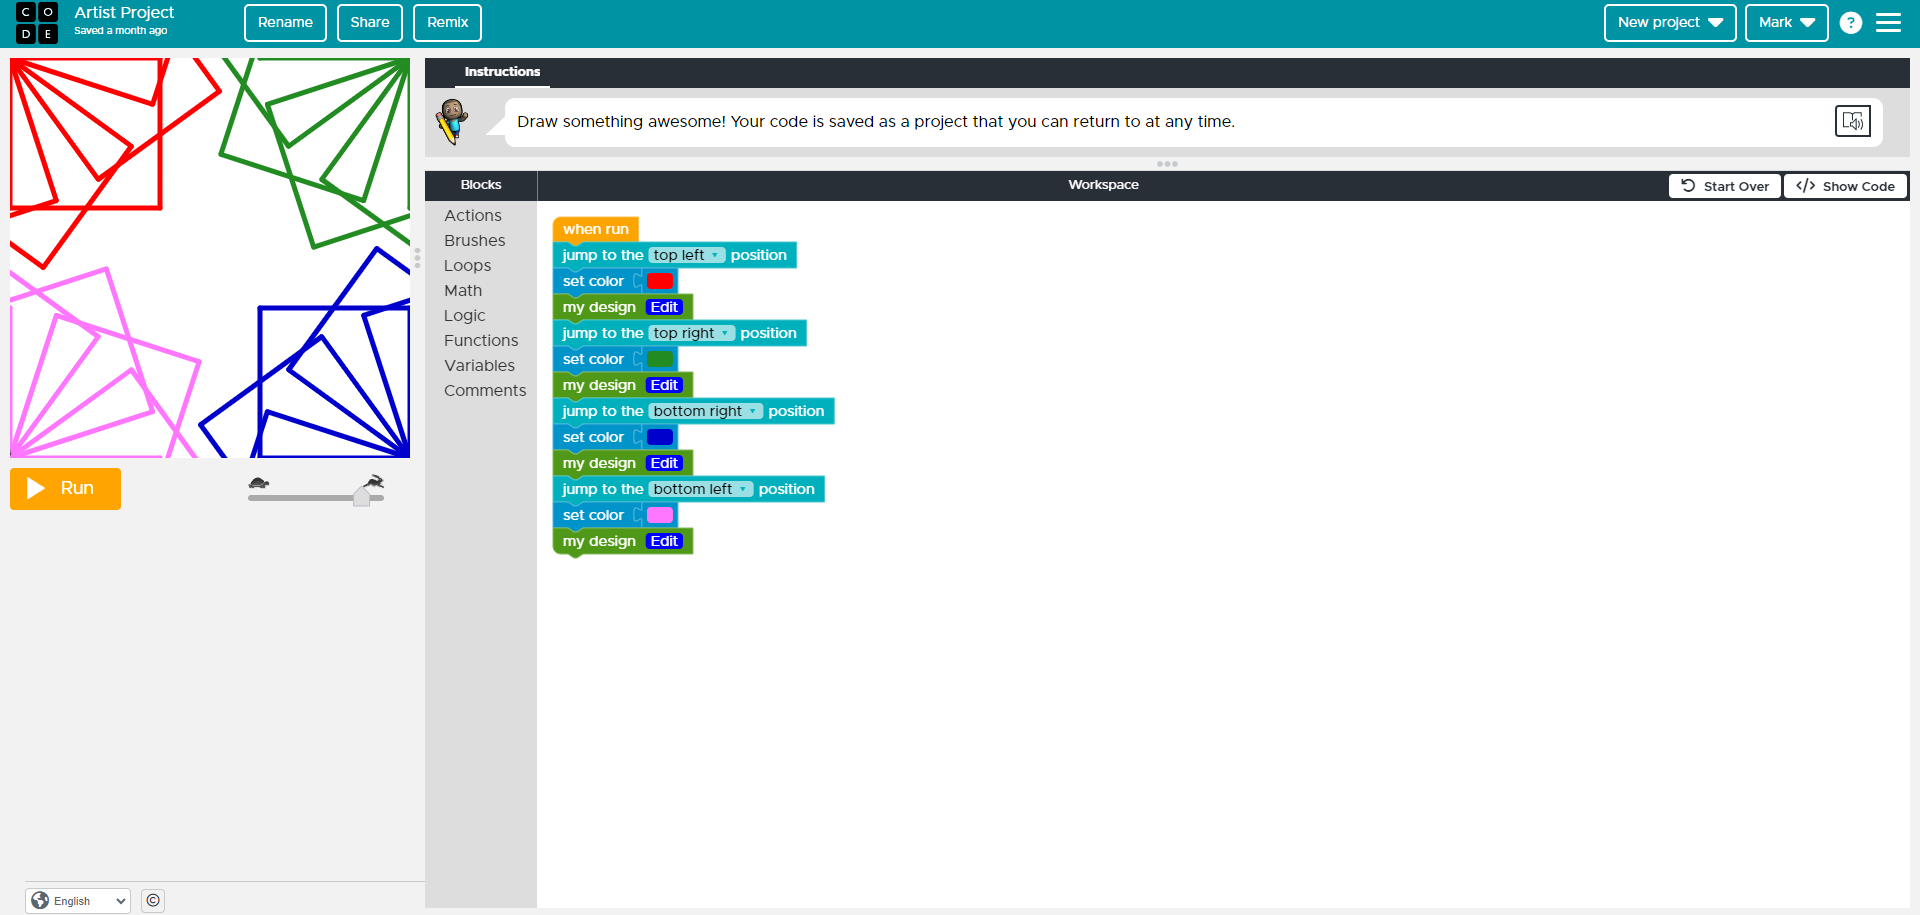 C O
D E
Artist Project
Saved a month ago
Rename
Share
Remix
New project
Mark
?
Instructions
Draw something awesome! Your code is saved as a project that you can return to at any time.
Blocks
Workspace
Start Over
</> Show Code
Actions
Brushes
Loops
Math
Logic
Functions
Variables
Comments
when run
jump to the top left position
set color
my design Edit
jump to the top right position
set color
my design Edit
jump to the bottom right position
set color
my design Edit
jump to the bottom left position
set color
my design Edit
Run
English
©